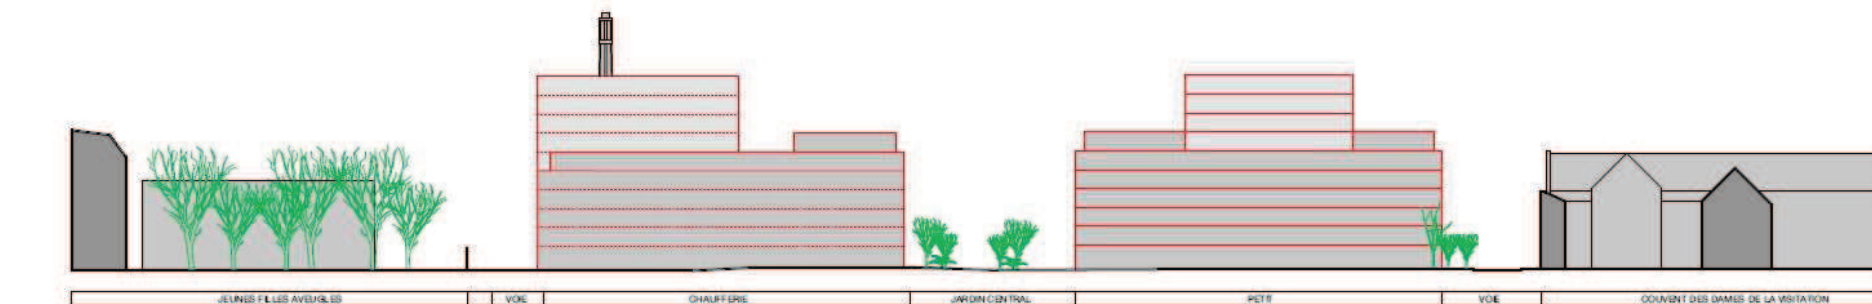 JEUNES FILLES AVEUGLES VOIE CHAUFFERIE JARDIN CENTRAL PETIT VOIE COUVENT DES DAMES DE LA VISITATION